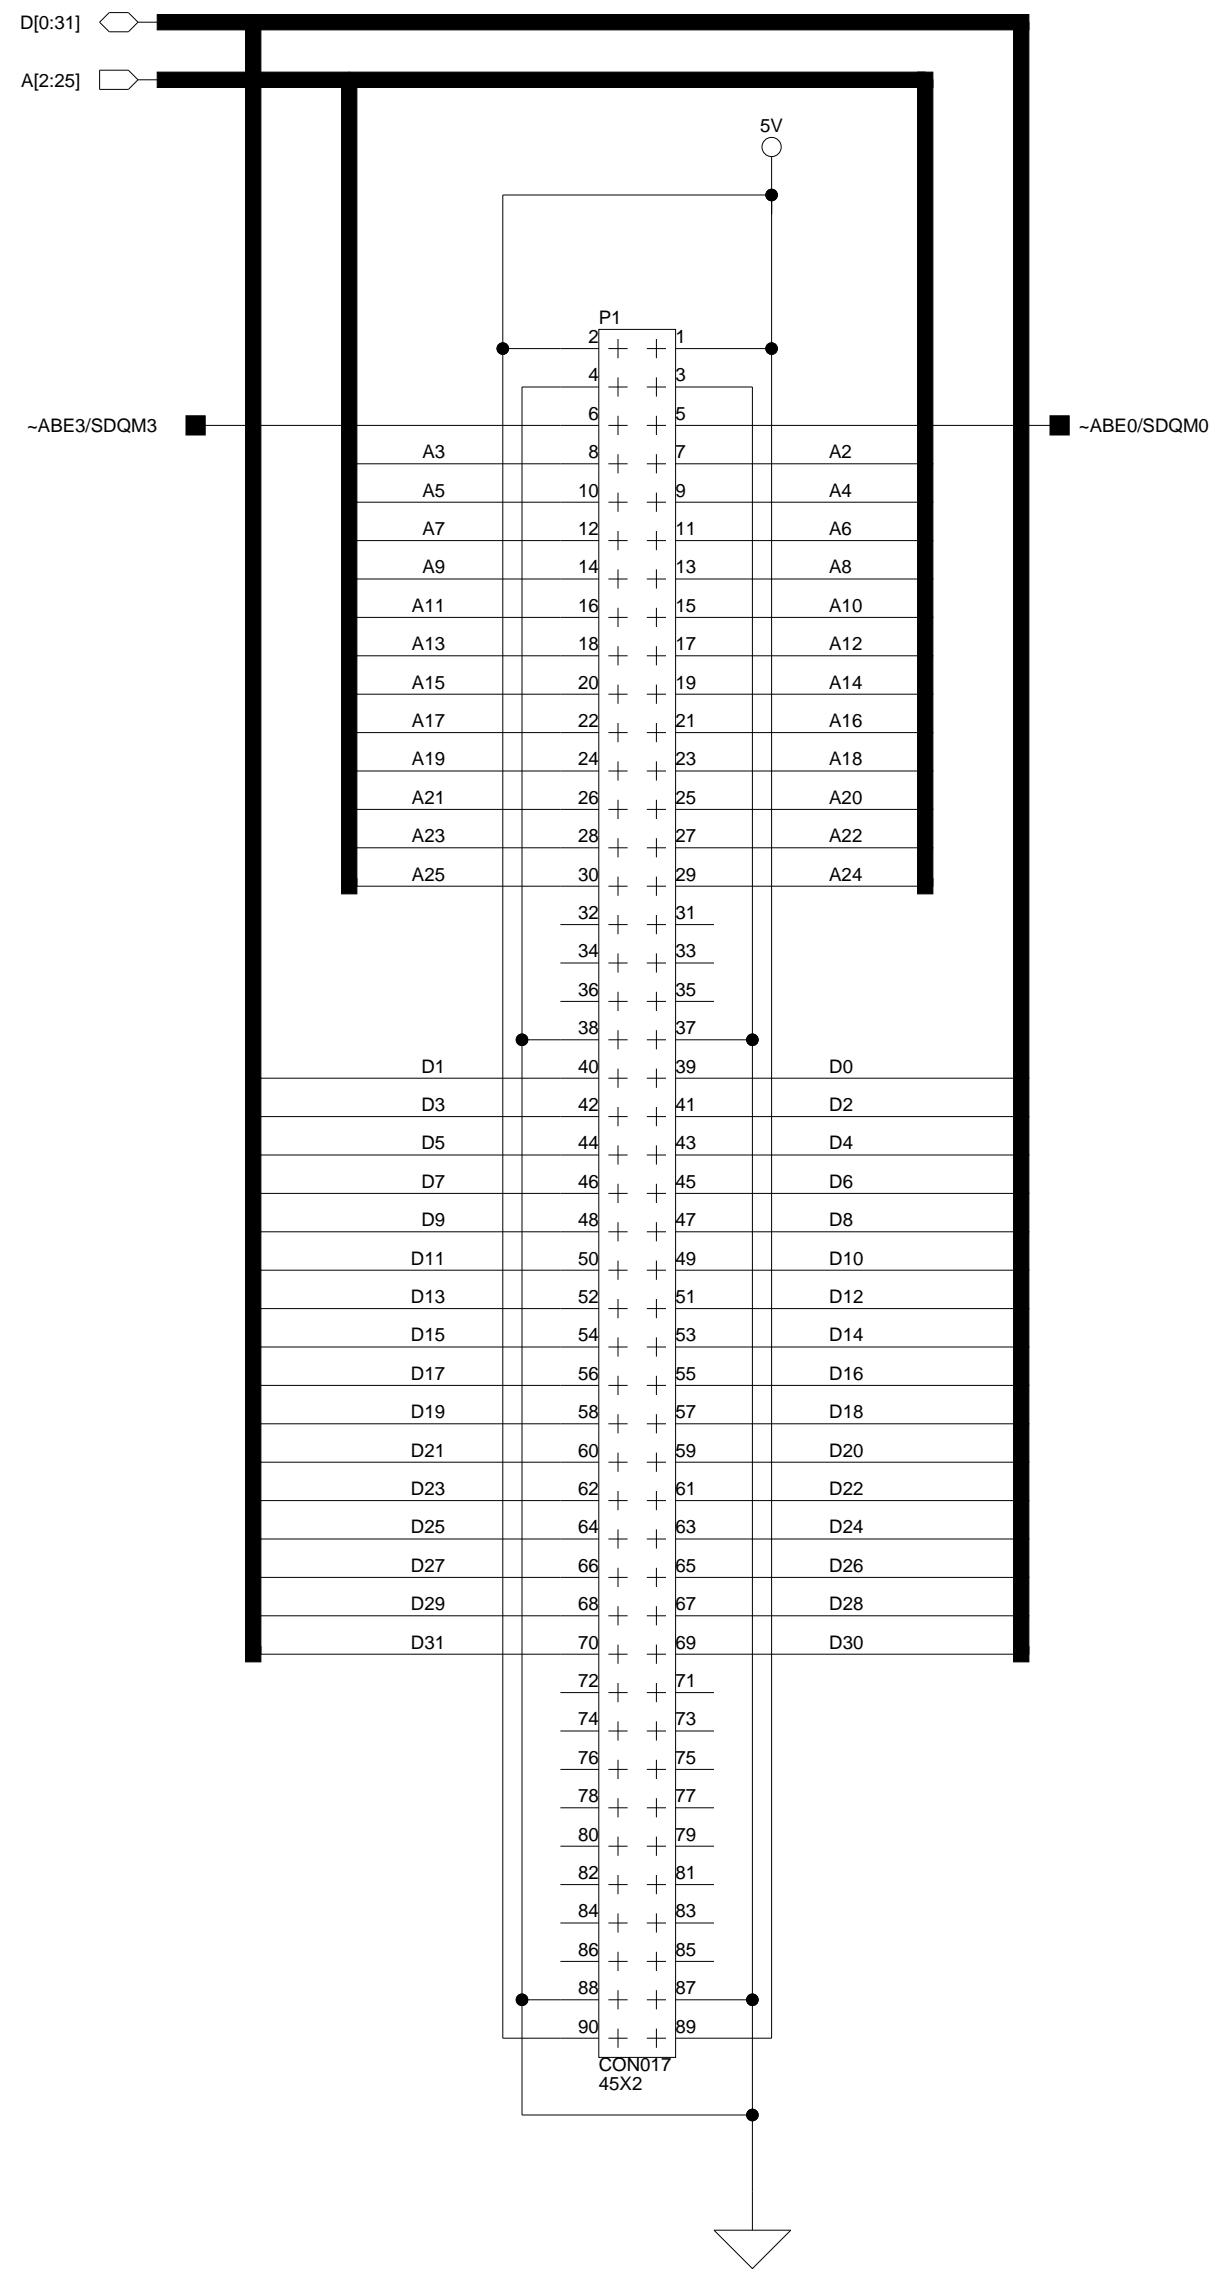 D[0:31]
A[2:25]
5V
P1
2 1
4 3
~ABE3/SDQM3 6 5 ~ABE0/SDQM0
A3 8 7 A2
A5 10 9 A4
A7 12 11 A6
A9 14 13 A8
A11 16 15 A10
A13 18 17 A12
A15 20 19 A14
A17 22 21 A16
A19 24 23 A18
A21 26 25 A20
A23 28 27 A22
A25 30 29 A24
32 31
34 33
36 35
38 37
D1 40 39 D0
D3 42 41 D2
D5 44 43 D4
D7 46 45 D6
D9 48 47 D8
D11 50 49 D10
D13 52 51 D12
D15 54 53 D14
D17 56 55 D16
D19 58 57 D18
D21 60 59 D20
D23 62 61 D22
D25 64 63 D24
D27 66 65 D26
D29 68 67 D28
D31 70 69 D30
72 71
74 73
76 75
78 77
80 79
82 81
84 83
86 85
88 87
90 89
CON017
45X2